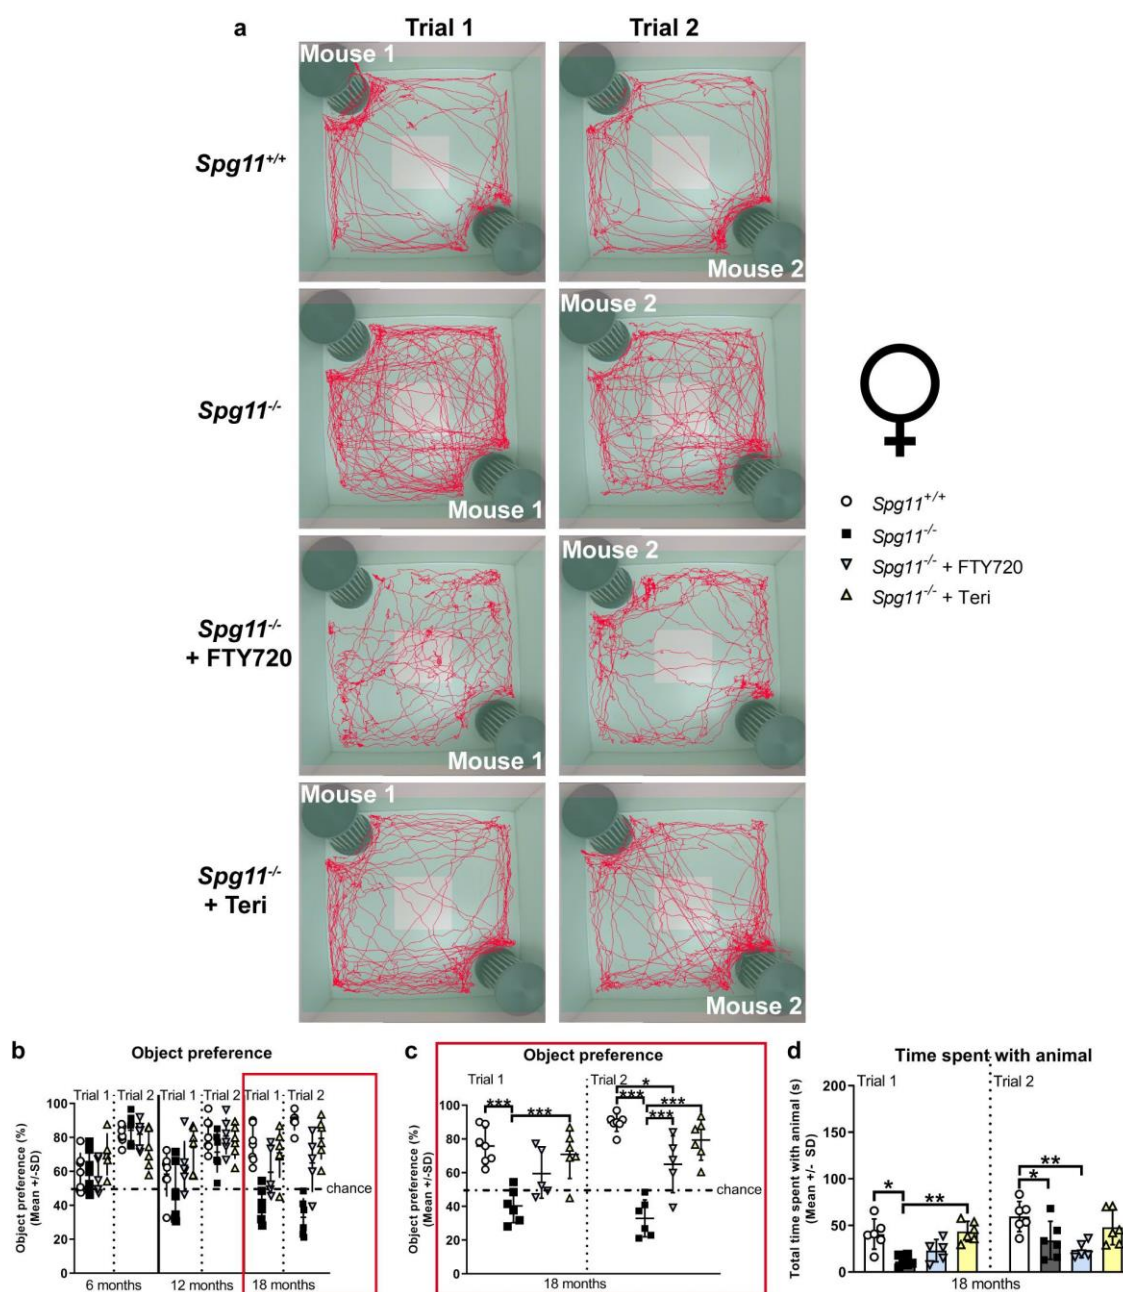 a
Trial 1
Trial 2
Mouse 1
Spg11+/+
Mouse 2
Mouse 2
Spg11-/-
Mouse 1
Spg11+/+
Spg11-/-
Spg11-/- + FTY720
Spg11-/- + Teri
Mouse 2
Spg11-/-
+ FTY720
Mouse 1
Mouse 1
Spg11-/-
+ Teri
Mouse 2
b
Object preference
Trial 1 Trial 2 Trial 1 Trial 2 Trial 1 Trial 2
Object preference (%)
(Mean +/-SD)
100
80
60
40
20
0
chance
6 months
12 months
18 months
c
Object preference
Trial 1
Trial 2
Object preference (%)
(Mean +/-SD)
100
80
60
40
20
0
***
***
*
***
***
***
chance
18 months
d
Time spent with animal
Trial 1
Trial 2
Total time spent with animal (s)
(Mean +/- SD)
200
150
100
50
0
*
**
**
*
18 months